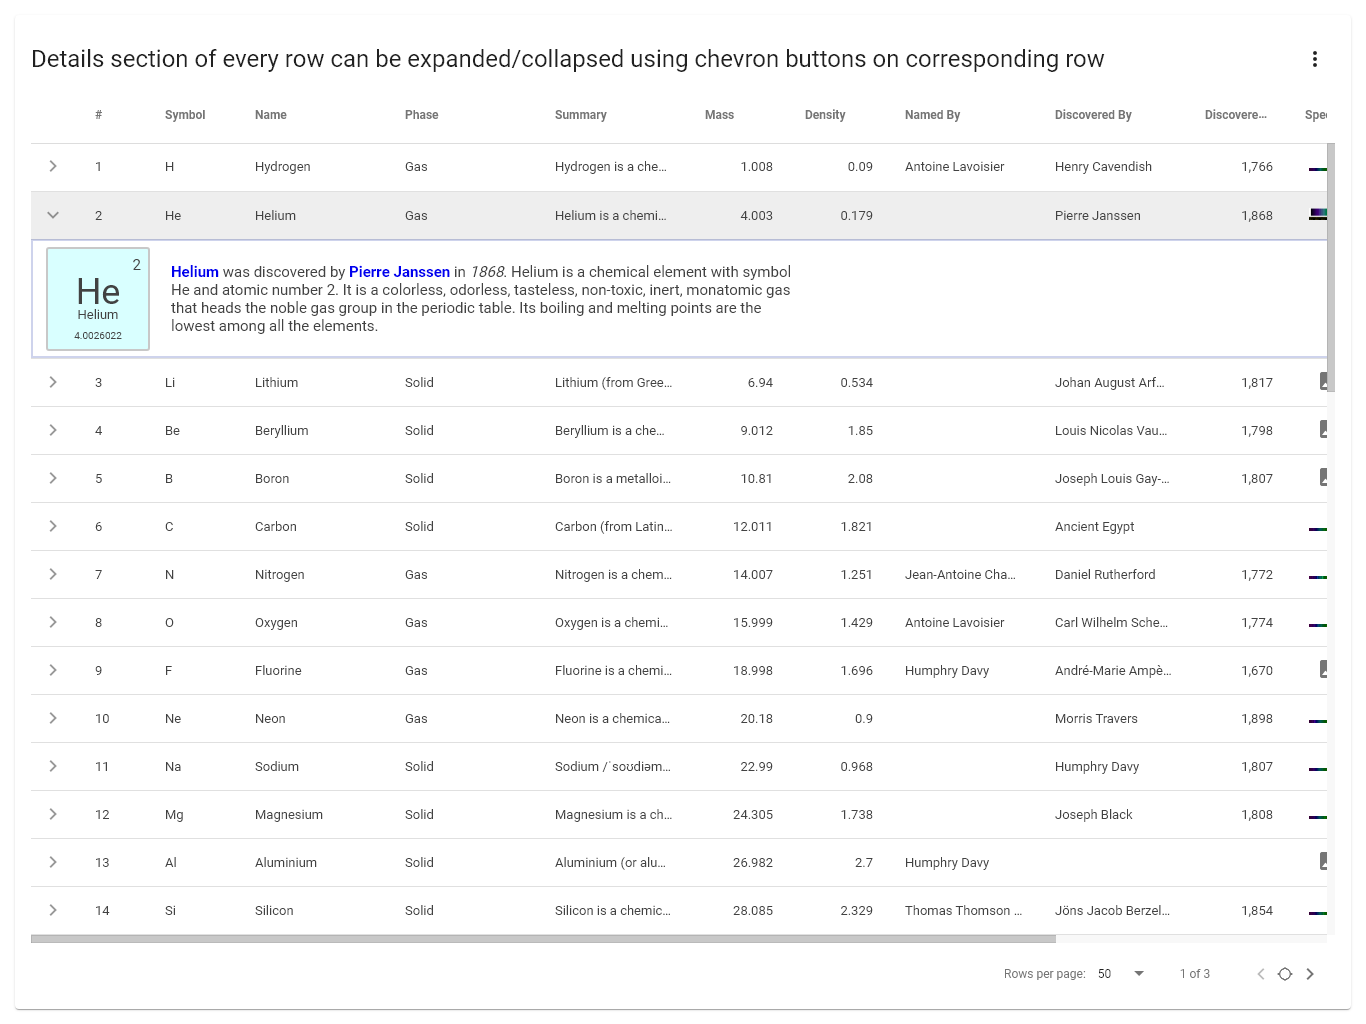 Details section of every row can be expanded/collapsed using chevron buttons on corresponding row
# Symbol Name Phase Summary Mass Density Named By Discovered By Discovere... Spe
1 H Hydrogen Gas Hydrogen is a che... 1.008 0.09 Antoine Lavoisier Henry Cavendish 1,766
2 He Helium Gas Helium is a chemi... 4.003 0.179 Pierre Janssen 1,868
2
He
Helium
4.0026022
Helium was discovered by Pierre Janssen in 1868. Helium is a chemical element with symbol
He and atomic number 2. It is a colorless, odorless, tasteless, non-toxic, inert, monatomic gas
that heads the noble gas group in the periodic table. Its boiling and melting points are the
lowest among all the elements.
3 Li Lithium Solid Lithium (from Gree... 6.94 0.534 Johan August Arf... 1,817
4 Be Beryllium Solid Beryllium is a che... 9.012 1.85 Louis Nicolas Vau... 1,798
5 B Boron Solid Boron is a metalloi... 10.81 2.08 Joseph Louis Gay-... 1,807
6 C Carbon Solid Carbon (from Latin... 12.011 1.821 Ancient Egypt
7 N Nitrogen Gas Nitrogen is a chem... 14.007 1.251 Jean-Antoine Cha... Daniel Rutherford 1,772
8 O Oxygen Gas Oxygen is a chemi... 15.999 1.429 Antoine Lavoisier Carl Wilhelm Sche... 1,774
9 F Fluorine Gas Fluorine is a chemi... 18.998 1.696 Humphry Davy André-Marie Ampè... 1,670
10 Ne Neon Gas Neon is a chemica... 20.18 0.9 Morris Travers 1,898
11 Na Sodium Solid Sodium /ˈsoʊdiəm... 22.99 0.968 Humphry Davy 1,807
12 Mg Magnesium Solid Magnesium is a ch... 24.305 1.738 Joseph Black 1,808
13 Al Aluminium Solid Aluminium (or alu... 26.982 2.7 Humphry Davy
14 Si Silicon Solid Silicon is a chemic... 28.085 2.329 Thomas Thomson ... Jöns Jacob Berzel... 1,854
Rows per page: 50 1 of 3